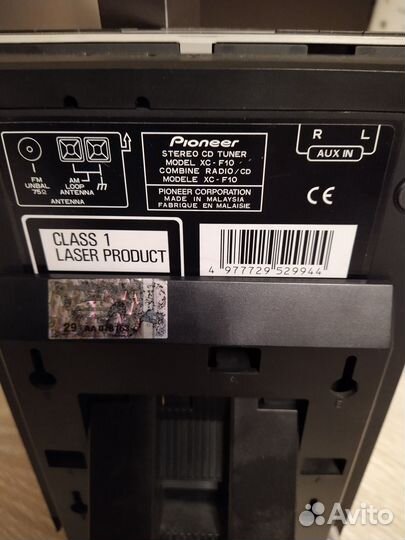 Pioneer
STEREO CD TUNER
MODEL XC-F10
COMBINE RADIO/CD
MODELE XC-F10
PIONEER CORPORATION
MADE IN MALAYSIA
FABRIQUE EN MALAISIE
FM
UNBAL
75Ω
AM
LOOP
ANTENNA
ANTENNA
R L
AUX IN
CE
CLASS 1
LASER PRODUCT
4 977729 529944
29 AA
Avito